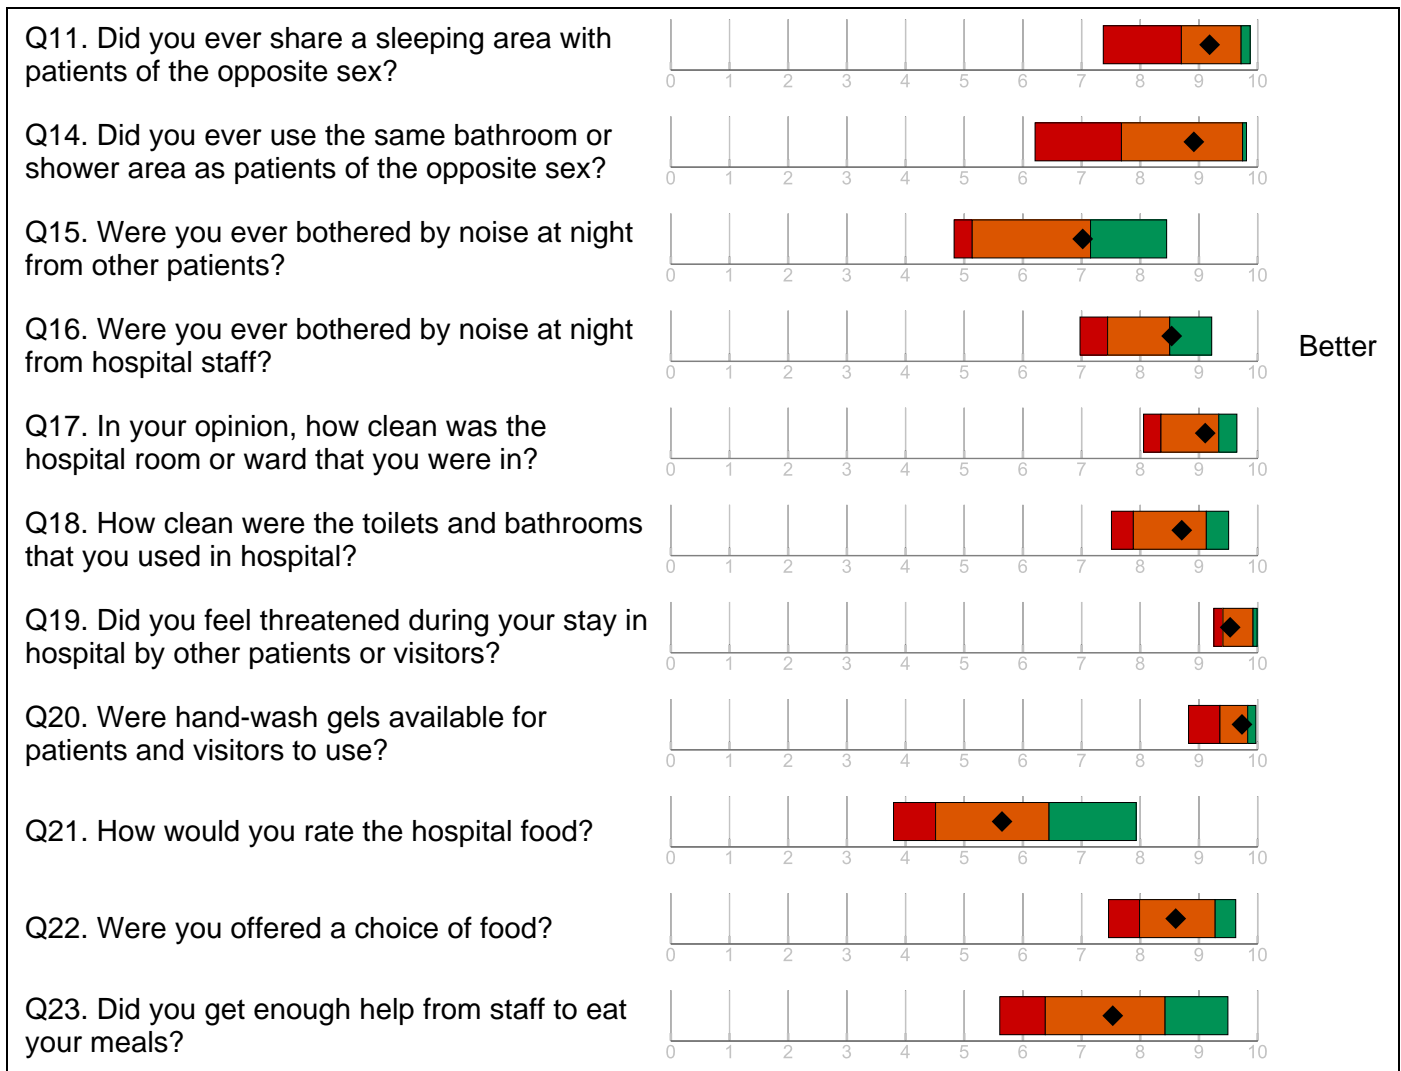 Q11. Did you ever share a sleeping area with
patients of the opposite sex?
0 1 2 3 4 5 6 7 8 9 10
Q14. Did you ever use the same bathroom or
shower area as patients of the opposite sex?
0 1 2 3 4 5 6 7 8 9 10
Q15. Were you ever bothered by noise at night
from other patients?
0 1 2 3 4 5 6 7 8 9 10
Q16. Were you ever bothered by noise at night
from hospital staff?
Better
0 1 2 3 4 5 6 7 8 9 10
Q17. In your opinion, how clean was the
hospital room or ward that you were in?
0 1 2 3 4 5 6 7 8 9 10
Q18. How clean were the toilets and bathrooms
that you used in hospital?
0 1 2 3 4 5 6 7 8 9 10
Q19. Did you feel threatened during your stay in
hospital by other patients or visitors?
0 1 2 3 4 5 6 7 8 9 10
Q20. Were hand-wash gels available for
patients and visitors to use?
0 1 2 3 4 5 6 7 8 9 10
Q21. How would you rate the hospital food?
0 1 2 3 4 5 6 7 8 9 10
Q22. Were you offered a choice of food?
0 1 2 3 4 5 6 7 8 9 10
Q23. Did you get enough help from staff to eat
your meals?
0 1 2 3 4 5 6 7 8 9 10